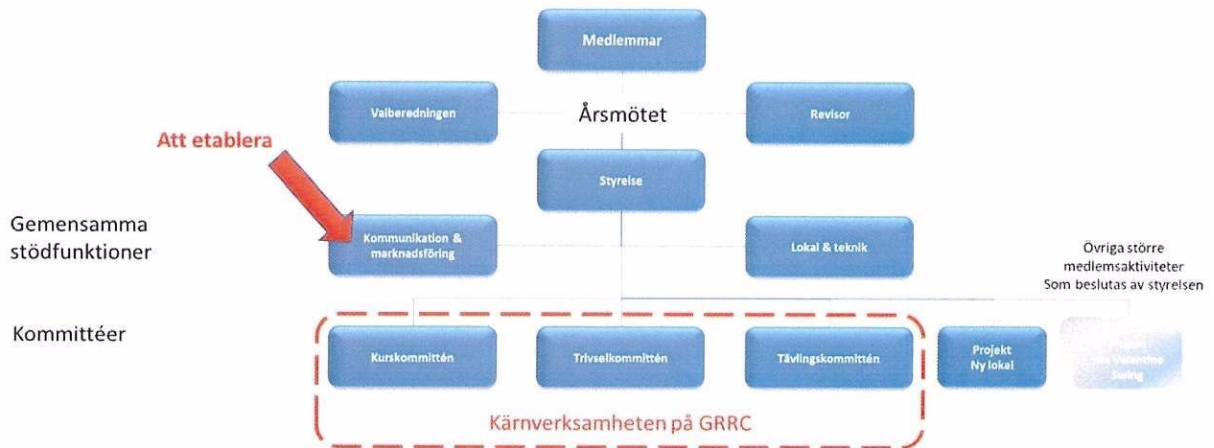 Medlemmar
Valberedningen
Årsmötet
Revisor
Att etablera
Styrelse
Gemensamma
stödfunktioner
Kommunikation &
marknadsföring
Lokal & teknik
Övriga större
medlemsaktiviteter
Som beslutas av styrelsen
Kommittéer
Kurskommittén
Trivselkommittén
Tävlingskommittén
Projekt
Ny lokal
Valentine
Swing
Kärnverksamheten på GRRC